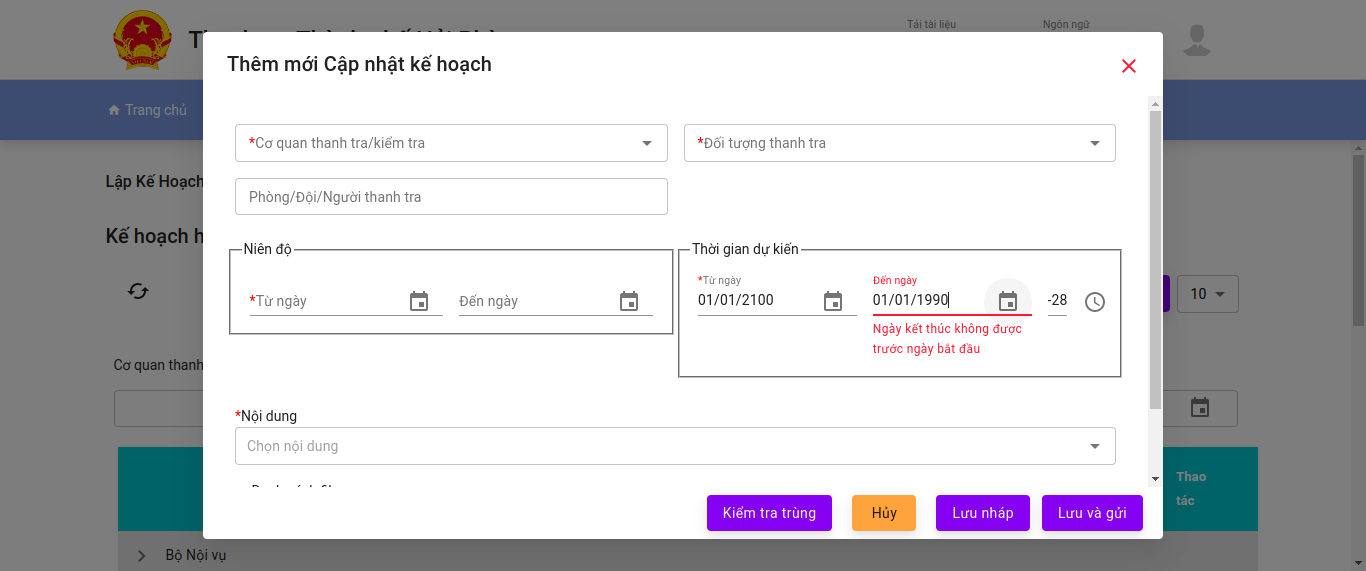 Tải tài liệu
Ngôn ngữ
Thêm mới Cập nhật kế hoạch
Trang chủ
*Cơ quan thanh tra/kiểm tra
*Đối tượng thanh tra
Lập Kế Hoạch
Phòng/Đội/Người thanh tra
Kế hoạch
Niên độ
Thời gian dự kiến
*Từ ngày
Đến ngày
*Từ ngày
01/01/2100
Đến ngày
01/01/1990
-28
10
Ngày kết thúc không được
trước ngày bắt đầu
Cơ quan thanh
*Nội dung
Chọn nội dung
Thao
tác
Kiểm tra trùng
Hủy
Lưu nháp
Lưu và gửi
Bộ Nội vụ